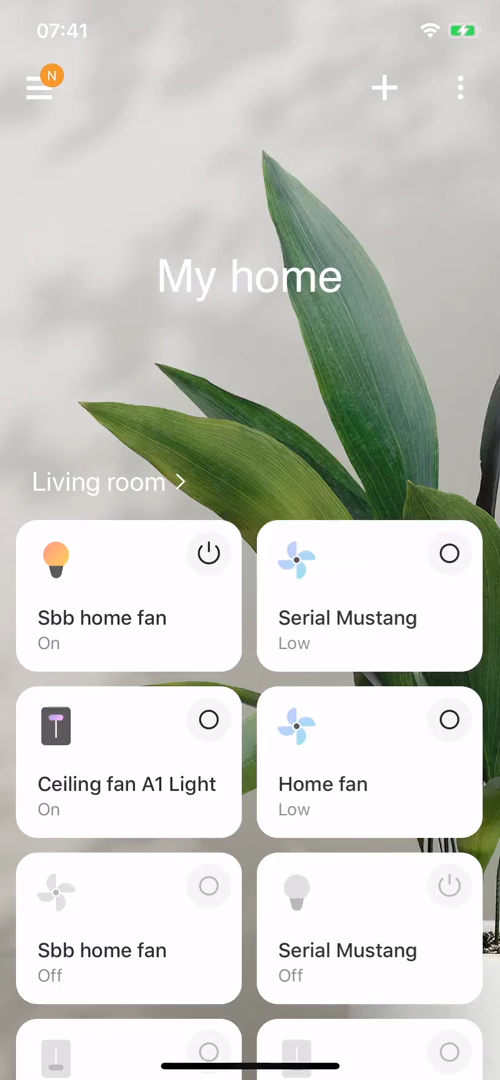 07:41
N
My home
Living room
Sbb home fan
On
Serial Mustang
Low
Ceiling fan A1 Light
On
Home fan
Low
Sbb home fan
Off
Serial Mustang
Off